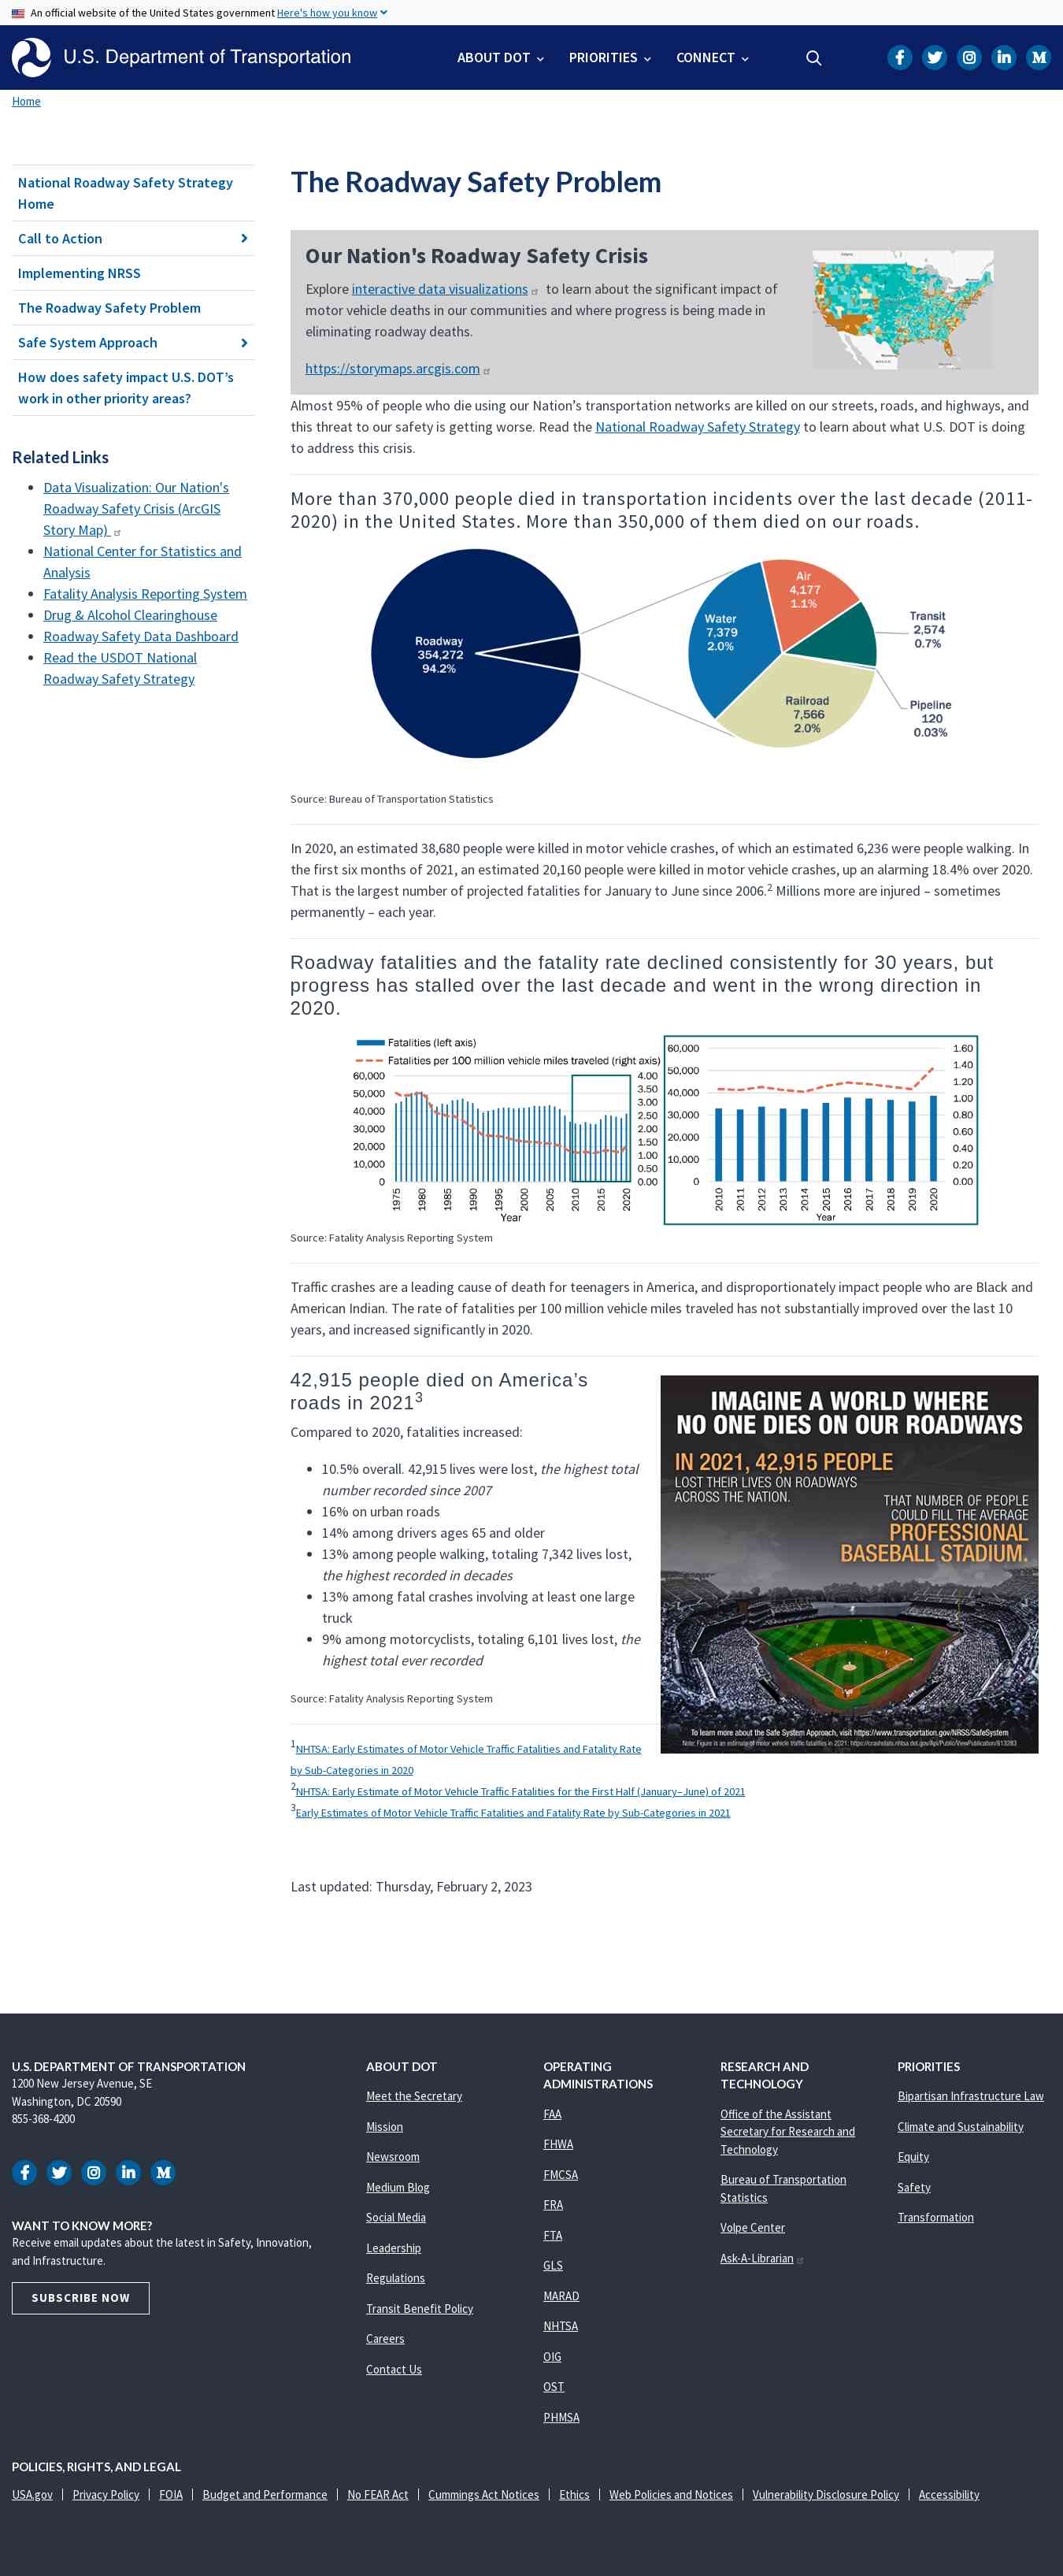 An official website of the United States government Here's how you know
U.S. Department of Transportation
ABOUT DOT
PRIORITIES
CONNECT
Home
National Roadway Safety Strategy
Home
Call to Action
Implementing NRSS
The Roadway Safety Problem
Safe System Approach
How does safety impact U.S. DOT’s
work in other priority areas?
Related Links
Data Visualization: Our Nation's
Roadway Safety Crisis (ArcGIS
Story Map)
National Center for Statistics and
Analysis
Fatality Analysis Reporting System
Drug & Alcohol Clearinghouse
Roadway Safety Data Dashboard
Read the USDOT National
Roadway Safety Strategy
The Roadway Safety Problem
Our Nation's Roadway Safety Crisis
Explore interactive data visualizations to learn about the significant impact of
motor vehicle deaths in our communities and where progress is being made in
eliminating roadway deaths.
https://storymaps.arcgis.com
Almost 95% of people who die using our Nation’s transportation networks are killed on our streets, roads, and highways, and
this threat to our safety is getting worse. Read the National Roadway Safety Strategy to learn about what U.S. DOT is doing
to address this crisis.
More than 370,000 people died in transportation incidents over the last decade (2011-
2020) in the United States. More than 350,000 of them died on our roads.
Roadway
354,272
94.2%
Air
4,177
1.1%
Water
7,379
2.0%
Transit
2,574
0.7%
Railroad
7,566
2.0%
Pipeline
120
0.03%
Source: Bureau of Transportation Statistics
In 2020, an estimated 38,680 people were killed in motor vehicle crashes, of which an estimated 6,236 were people walking. In
the first six months of 2021, an estimated 20,160 people were killed in motor vehicle crashes, up an alarming 18.4% over 2020.
That is the largest number of projected fatalities for January to June since 2006.2 Millions more are injured – sometimes
permanently – each year.
Roadway fatalities and the fatality rate declined consistently for 30 years, but
progress has stalled over the last decade and went in the wrong direction in
2020.
Fatalities (left axis)
Fatalities per 100 million vehicle miles traveled (right axis)
60,000
50,000
40,000
30,000
20,000
10,000
0
4.00
3.50
3.00
2.50
2.00
1.50
1.00
0.50
0.00
1975 1980 1985 1990 1995 2000 2005 2010 2015 2020
Year
60,000
50,000
40,000
30,000
20,000
10,000
0
1.60
1.40
1.20
1.00
0.80
0.60
0.40
0.20
0.00
2010 2011 2012 2013 2014 2015 2016 2017 2018 2019 2020
Year
Source: Fatality Analysis Reporting System
Traffic crashes are a leading cause of death for teenagers in America, and disproportionately impact people who are Black and
American Indian. The rate of fatalities per 100 million vehicle miles traveled has not substantially improved over the last 10
years, and increased significantly in 2020.
42,915 people died on America’s
roads in 20213
Compared to 2020, fatalities increased:
10.5% overall. 42,915 lives were lost, the highest total
number recorded since 2007
16% on urban roads
14% among drivers ages 65 and older
13% among people walking, totaling 7,342 lives lost,
the highest recorded in decades
13% among fatal crashes involving at least one large
truck
9% among motorcyclists, totaling 6,101 lives lost, the
highest total ever recorded
Source: Fatality Analysis Reporting System
IMAGINE A WORLD WHERE
NO ONE DIES ON OUR ROADWAYS
IN 2021, 42,915 PEOPLE
LOST THEIR LIVES ON ROADWAYS
ACROSS THE NATION.
THAT NUMBER OF PEOPLE
COULD FILL THE AVERAGE
PROFESSIONAL
BASEBALL STADIUM.
To learn more about the Safe System Approach, visit https://www.transportation.gov/NRSS/SafeSystem
Note: Figure is an estimate of motor vehicle traffic fatalities in 2021: https://crashstats.nhtsa.dot.gov/Api/Public/ViewPublication/813283
1NHTSA: Early Estimates of Motor Vehicle Traffic Fatalities and Fatality Rate
by Sub-Categories in 2020
2NHTSA: Early Estimate of Motor Vehicle Traffic Fatalities for the First Half (January–June) of 2021
3Early Estimates of Motor Vehicle Traffic Fatalities and Fatality Rate by Sub-Categories in 2021
Last updated: Thursday, February 2, 2023
U.S. DEPARTMENT OF TRANSPORTATION
1200 New Jersey Avenue, SE
Washington, DC 20590
855-368-4200
WANT TO KNOW MORE?
Receive email updates about the latest in Safety, Innovation,
and Infrastructure.
SUBSCRIBE NOW
ABOUT DOT
Meet the Secretary
Mission
Newsroom
Medium Blog
Social Media
Leadership
Regulations
Transit Benefit Policy
Careers
Contact Us
OPERATING
ADMINISTRATIONS
FAA
FHWA
FMCSA
FRA
FTA
GLS
MARAD
NHTSA
OIG
OST
PHMSA
RESEARCH AND
TECHNOLOGY
Office of the Assistant
Secretary for Research and
Technology
Bureau of Transportation
Statistics
Volpe Center
Ask-A-Librarian
PRIORITIES
Bipartisan Infrastructure Law
Climate and Sustainability
Equity
Safety
Transformation
POLICIES, RIGHTS, AND LEGAL
USA.gov
Privacy Policy
FOIA
Budget and Performance
No FEAR Act
Cummings Act Notices
Ethics
Web Policies and Notices
Vulnerability Disclosure Policy
Accessibility